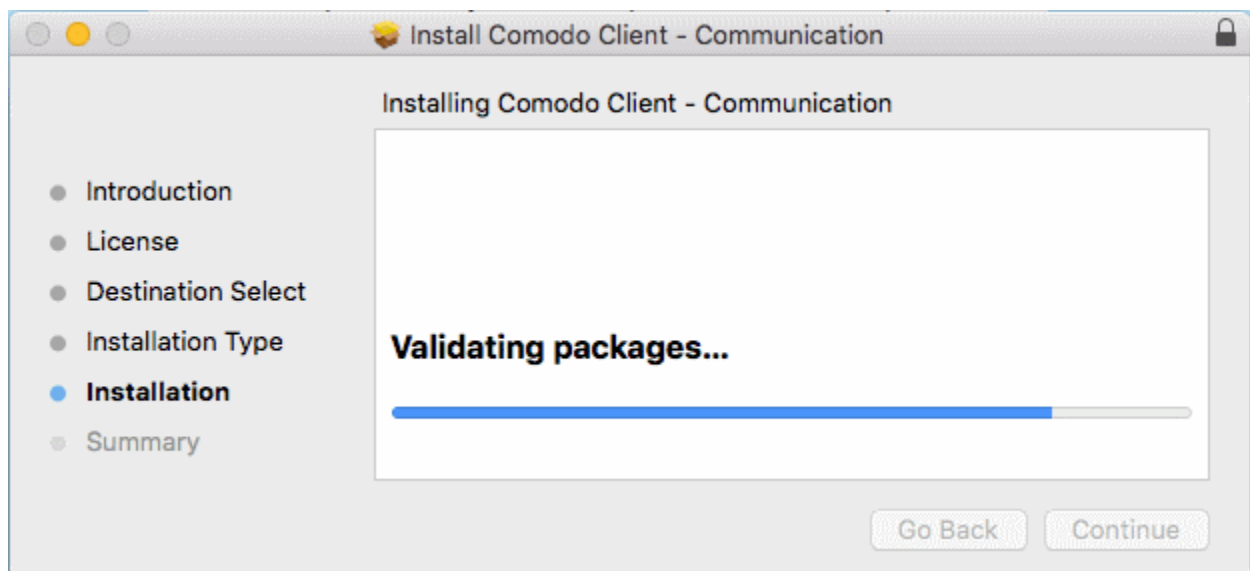 Install Comodo Client - Communication
Installing Comodo Client - Communication
Introduction
License
Destination Select
Installation Type
Installation
Summary
Validating packages...
Go Back
Continue